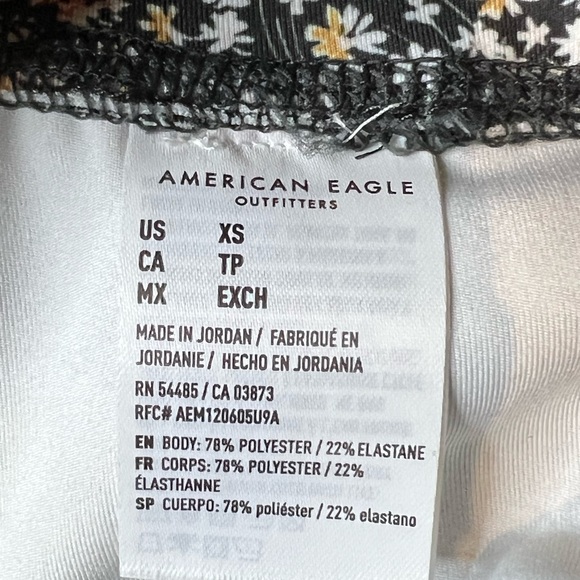 AMERICAN EAGLE
OUTFITTERS
US XS
CA TP
MX EXCH
MADE IN JORDAN / FABRIQUÉ EN
JORDANIE / HECHO EN JORDANIA
RN 54485 / CA 03873
RFC# AEM120605U9A
EN BODY: 78% POLYESTER / 22% ELASTANE
FR CORPS: 78% POLYESTER / 22%
ÉLASTHANNE
SP CUERPO: 78% poliéster / 22% elastano